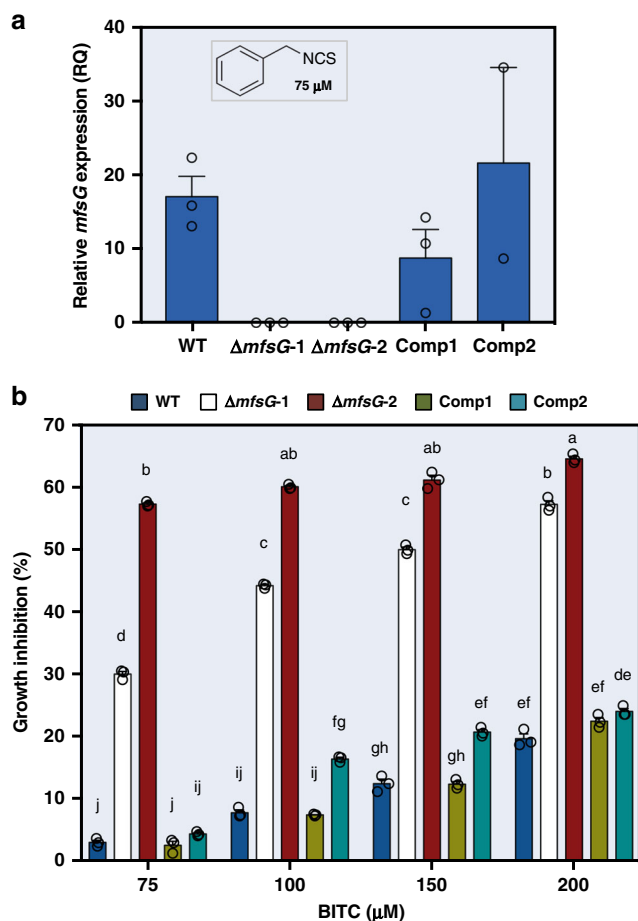 a
Relative mfsG expression (RQ)
40
30
20
10
0
NCS
75 µM
WT ΔmfsG-1 ΔmfsG-2 Comp1 Comp2
b
WT ΔmfsG-1 ΔmfsG-2 Comp1 Comp2
Growth inhibition (%)
70
60
50
40
30
20
10
0
j d b j ij
ij c ab ij fg
gh c ab gh ef
ef b a ef de
75 100 150 200
BITC (µM)